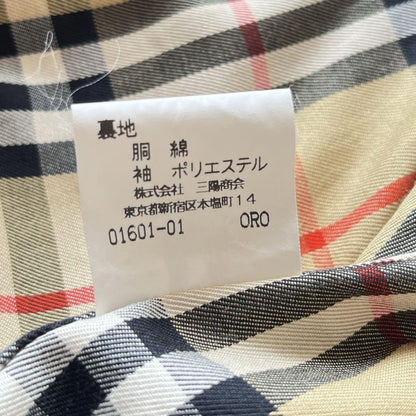 裏地
胴 綿
袖 ポリエステル
株式会社 三陽商会
東京都新宿区本塩町14
01601-01 ORO